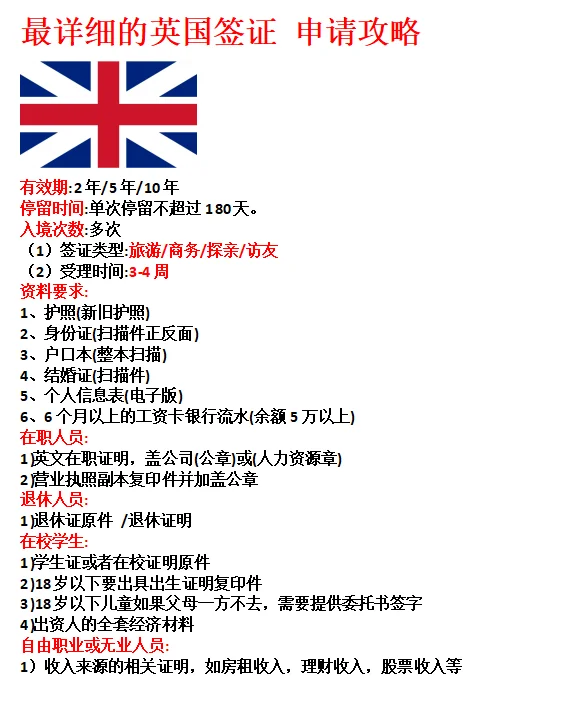 最详细的英国签证 申请攻略
有效期:2年/5年/10年
停留时间:单次停留不超过180天。
入境次数:多次
（1）签证类型:旅游/商务/探亲/访友
（2）受理时间:3-4周
资料要求:
1、护照(新旧护照)
2、身份证(扫描件正反面)
3、户口本(整本扫描)
4、结婚证(扫描件)
5、个人信息表(电子版)
6、6个月以上的工资卡银行流水(余额5万以上)
在职人员:
1)英文在职证明，盖公司(公章)或(人力资源章)
2)营业执照副本复印件并加盖公章
退休人员:
1)退休证原件 /退休证明
在校学生:
1)学生证或者在校证明原件
2)18岁以下要出具出生证明复印件
3)18岁以下儿童如果父母一方不去，需要提供委托书签字
4)出资人的全套经济材料
自由职业或无业人员:
1）收入来源的相关证明，如房租收入，理财收入，股票收入等